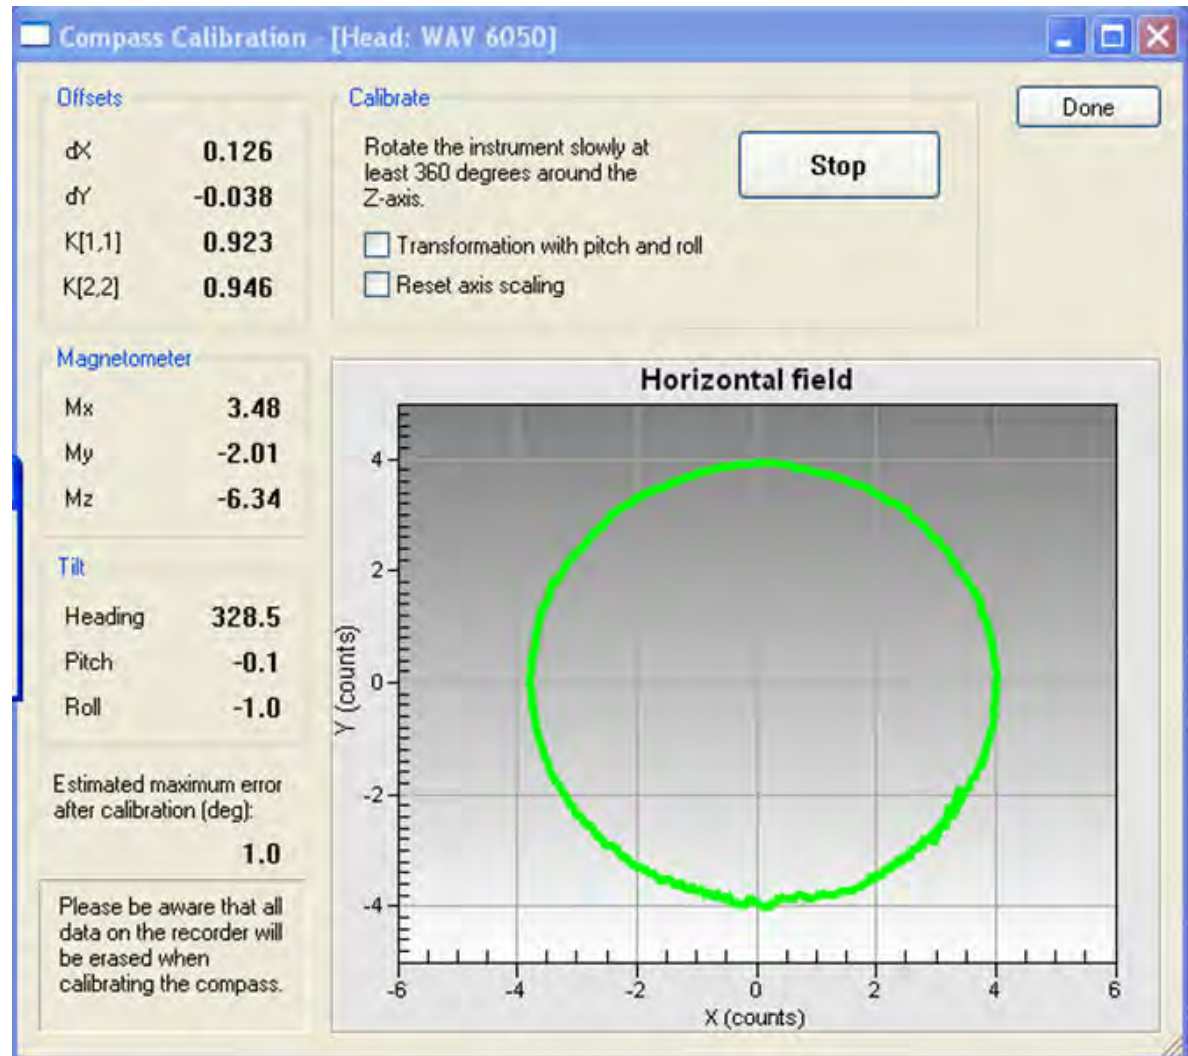 Compass Calibration - [Head: WAV 6050]
Offsets
dX 0.126
dY -0.038
K[1,1] 0.923
K[2,2] 0.946
Calibrate
Rotate the instrument slowly at
least 360 degrees around the
Z-axis.
Stop
Transformation with pitch and roll
Reset axis scaling
Done
Magnetometer
Mx 3.48
My -2.01
Mz -6.34
Tilt
Heading 328.5
Pitch -0.1
Roll -1.0
Estimated maximum error
after calibration (deg):
1.0
Please be aware that all
data on the recorder will
be erased when
calibrating the compass.
Horizontal field
Y (counts)
4
2
0
-2
-4
-6 -4 -2 0 2 4 6
X (counts)